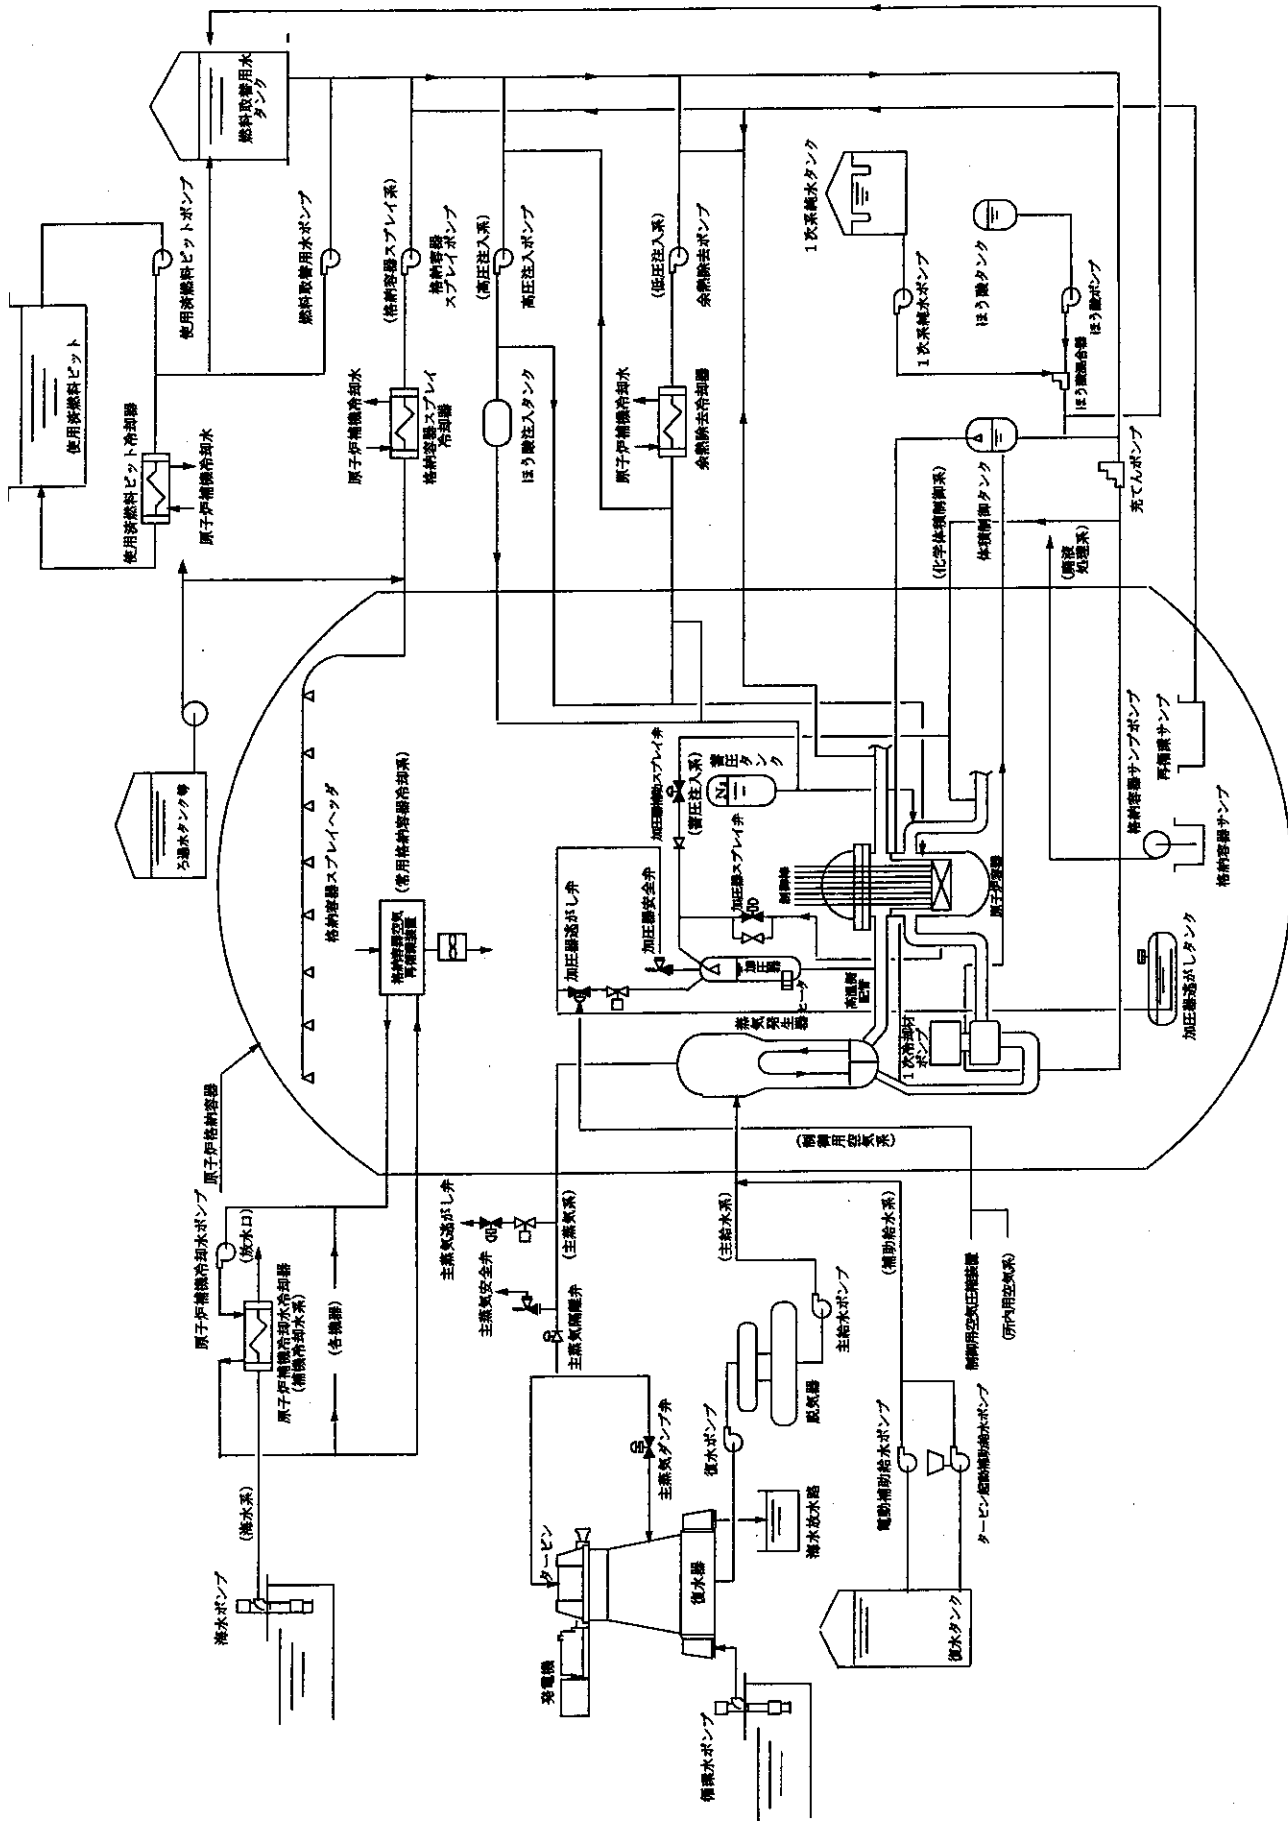 使用済燃料ピット
使用済燃料ピット冷却器
原子炉補機冷却水
使用済燃料ピットポンプ
燃料取替用水
タンク
燃料取替用水ポンプ
(格納容器スプレイ系)
格納容器
スプレイポンプ
原子炉補機冷却水
格納容器スプレイ
冷却器
(高圧注入系)
高圧注入ポンプ
ほう酸注入タンク
(低圧注入系)
余熱除去ポンプ
原子炉補機冷却水
余熱除去冷却器
1次系純水タンク
1次系純水ポンプ
ほう酸タンク
ほう酸ポンプ
ほう酸混合器
(化学体積制御系)
体積制御タンク
充てんポンプ
(廃液
処理系)
ろ過水タンク等
格納容器スプレイヘッダ
(常用格納容器冷却系)
格納容器空気
再循環装置
加圧器逃がし弁
加圧器安全弁
加圧器補助スプレイ弁
(蓄圧注入系)
蓄圧タンク
N₂
加圧器スプレイ弁
制御棒
原子炉容器
加圧器
ヒータ
高温側
配管
蒸気発生器
1次冷却材
ポンプ
加圧器逃がしタンク
格納容器サンプポンプ
格納容器サンプ
再循環サンプ
原子炉格納容器
原子炉補機冷却水ポンプ
(放水口)
原子炉補機冷却水冷却器
(補機冷却水系)
(各機器)
(海水系)
海水ポンプ
主蒸気逃がし弁
主蒸気安全弁
主蒸気隔離弁
(主蒸気系)
主蒸気ダンプ弁
タービン
発電機
復水器
循環水ポンプ
海水放水路
復水ポンプ
脱気器
主給水ポンプ
(主給水系)
(制御用空気系)
(補助給水系)
制御用空気圧縮装置
(所内用空気系)
電動補助給水ポンプ
タービン起動補助給水ポンプ
復水タンク